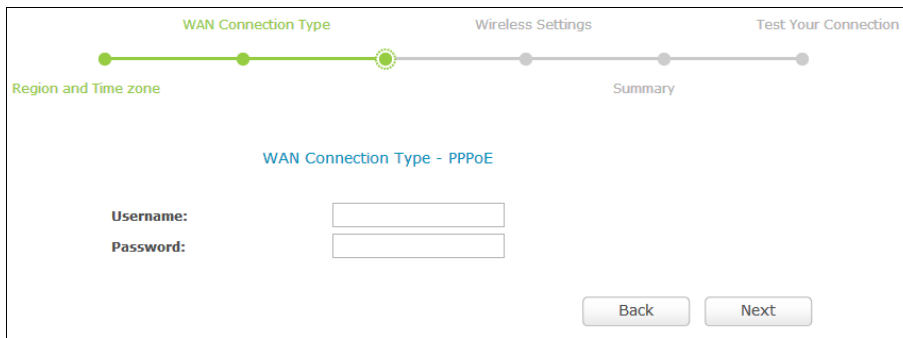 WAN Connection Type Wireless Settings Test Your Connection
Region and Time zone Summary
WAN Connection Type - PPPoE
Username:
Password:
Back Next